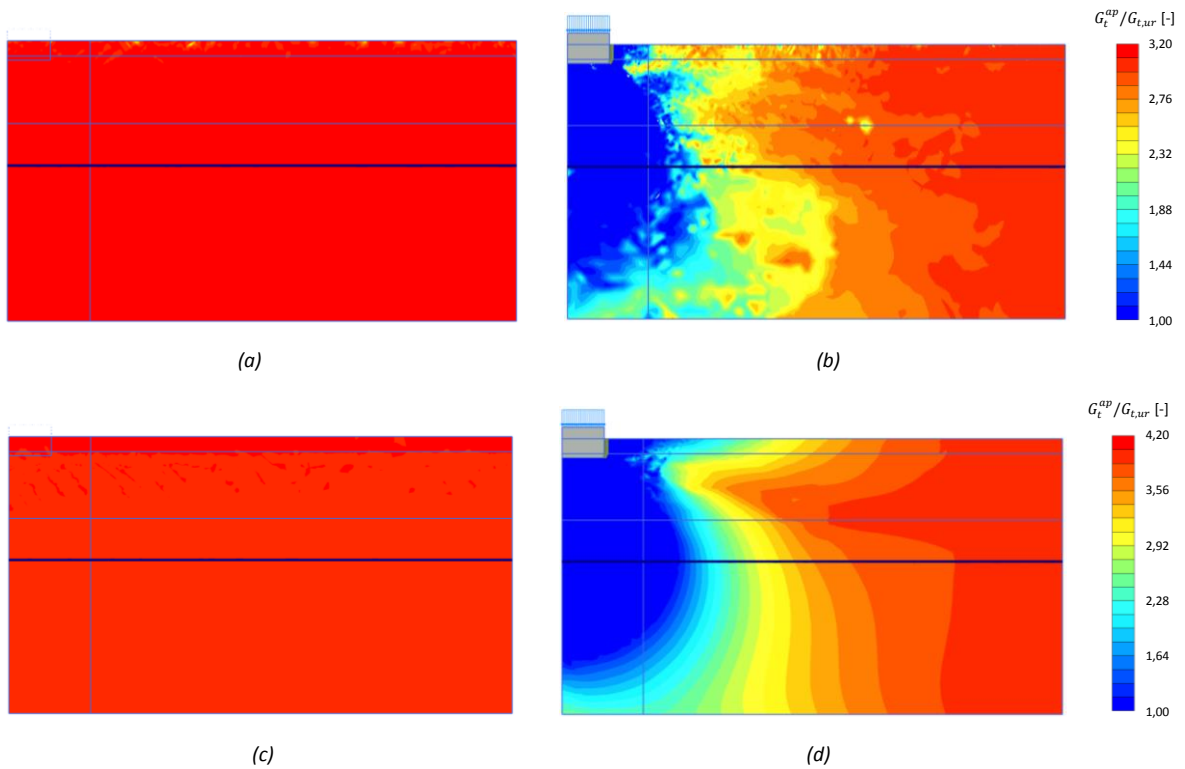 G_t^{ap}/G_{t,ur} [-]
3,20
2,76
2,32
1,88
1,44
1,00
(a)
(b)
G_t^{ap}/G_{t,ur} [-]
4,20
3,56
2,92
2,28
1,64
1,00
(c)
(d)